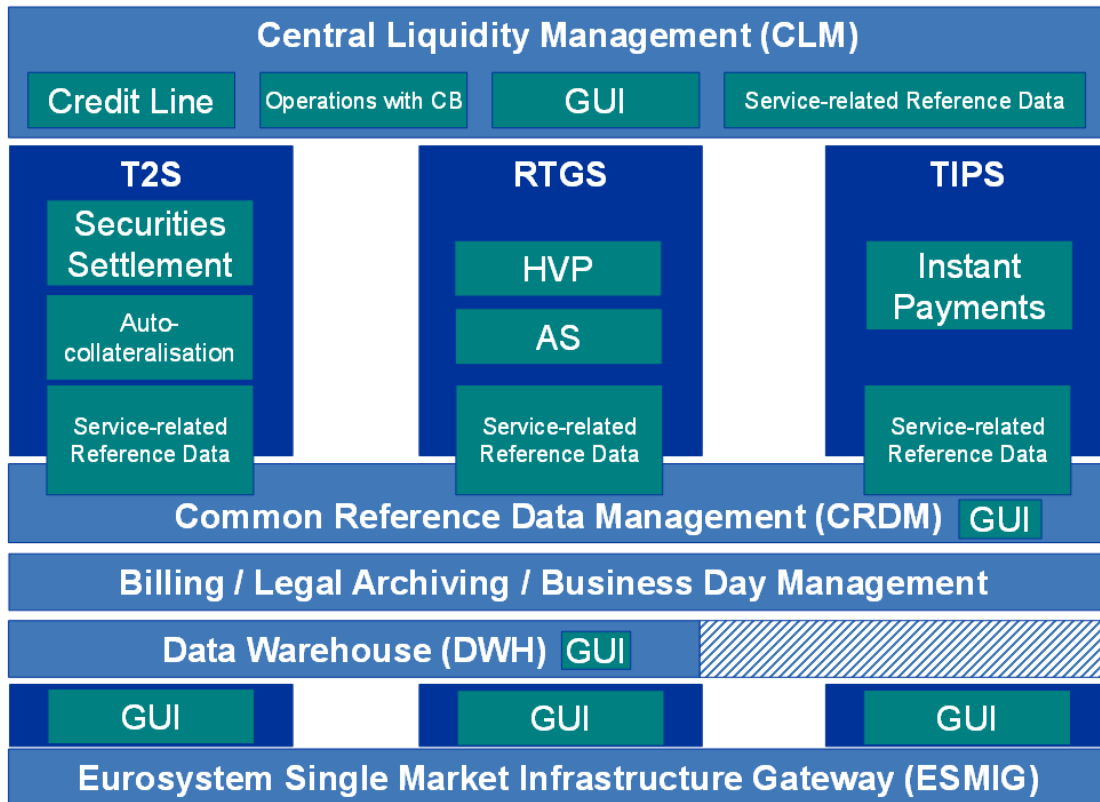 Central Liquidity Management (CLM)
Credit Line
Operations with CB
GUI
Service-related Reference Data
T2S
Securities
Settlement
Auto-
collateralisation
Service-related
Reference Data
RTGS
HVP
AS
Service-related
Reference Data
TIPS
Instant
Payments
Service-related
Reference Data
Common Reference Data Management (CRDM)
GUI
Billing / Legal Archiving / Business Day Management
Data Warehouse (DWH)
GUI
GUI
GUI
GUI
Eurosystem Single Market Infrastructure Gateway (ESMIG)